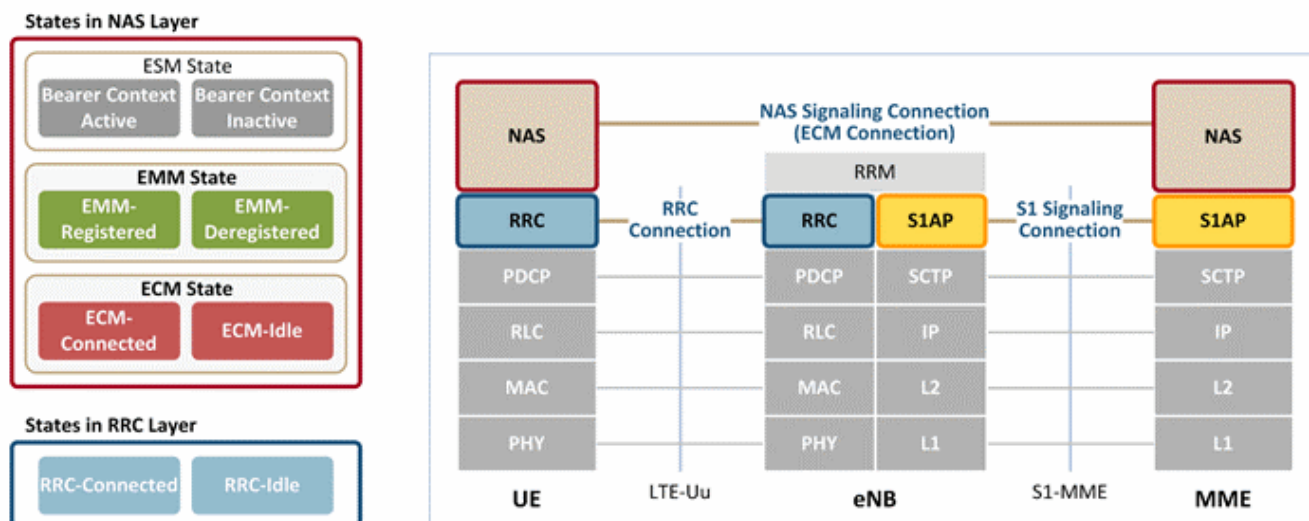 States in NAS Layer
ESM State
Bearer Context
Active
Bearer Context
Inactive
EMM State
EMM-
Registered
EMM-
Deregistered
ECM State
ECM-
Connected
ECM-Idle
States in RRC Layer
RRC-Connected
RRC-Idle
NAS
NAS Signaling Connection
(ECM Connection)
NAS
RRM
RRC
RRC
Connection
RRC
S1AP
S1 Signaling
Connection
S1AP
PDCP
PDCP
SCTP
SCTP
RLC
RLC
IP
IP
MAC
MAC
L2
L2
PHY
PHY
L1
L1
UE
LTE-Uu
eNB
S1-MME
MME